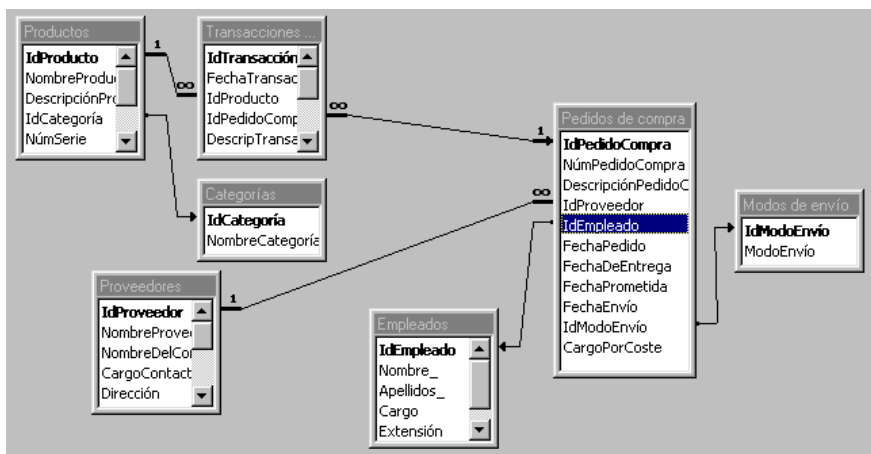 Productos
IdProducto
NombreProdu
DescripciónPro
IdCategoría
NúmSerie
1
∞
Transacciones ...
IdTransacción
FechaTransac
IdProducto
IdPedidoComp
DescripTransa
∞
1
Categorías
IdCategoría
NombreCategoría
Pedidos de compra
IdPedidoCompra
NúmPedidoCompra
DescripciónPedidoC
IdProveedor
IdEmpleado
FechaPedido
FechaDeEntrega
FechaPrometida
FechaEnvío
IdModoEnvío
CargoPorCoste
∞
1
Modos de envío
IdModoEnvío
ModoEnvío
Proveedores
IdProveedor
NombreProvee
NombreDelCor
CargoContact
Dirección
Empleados
IdEmpleado
Nombre_
Apellidos_
Cargo
Extensión